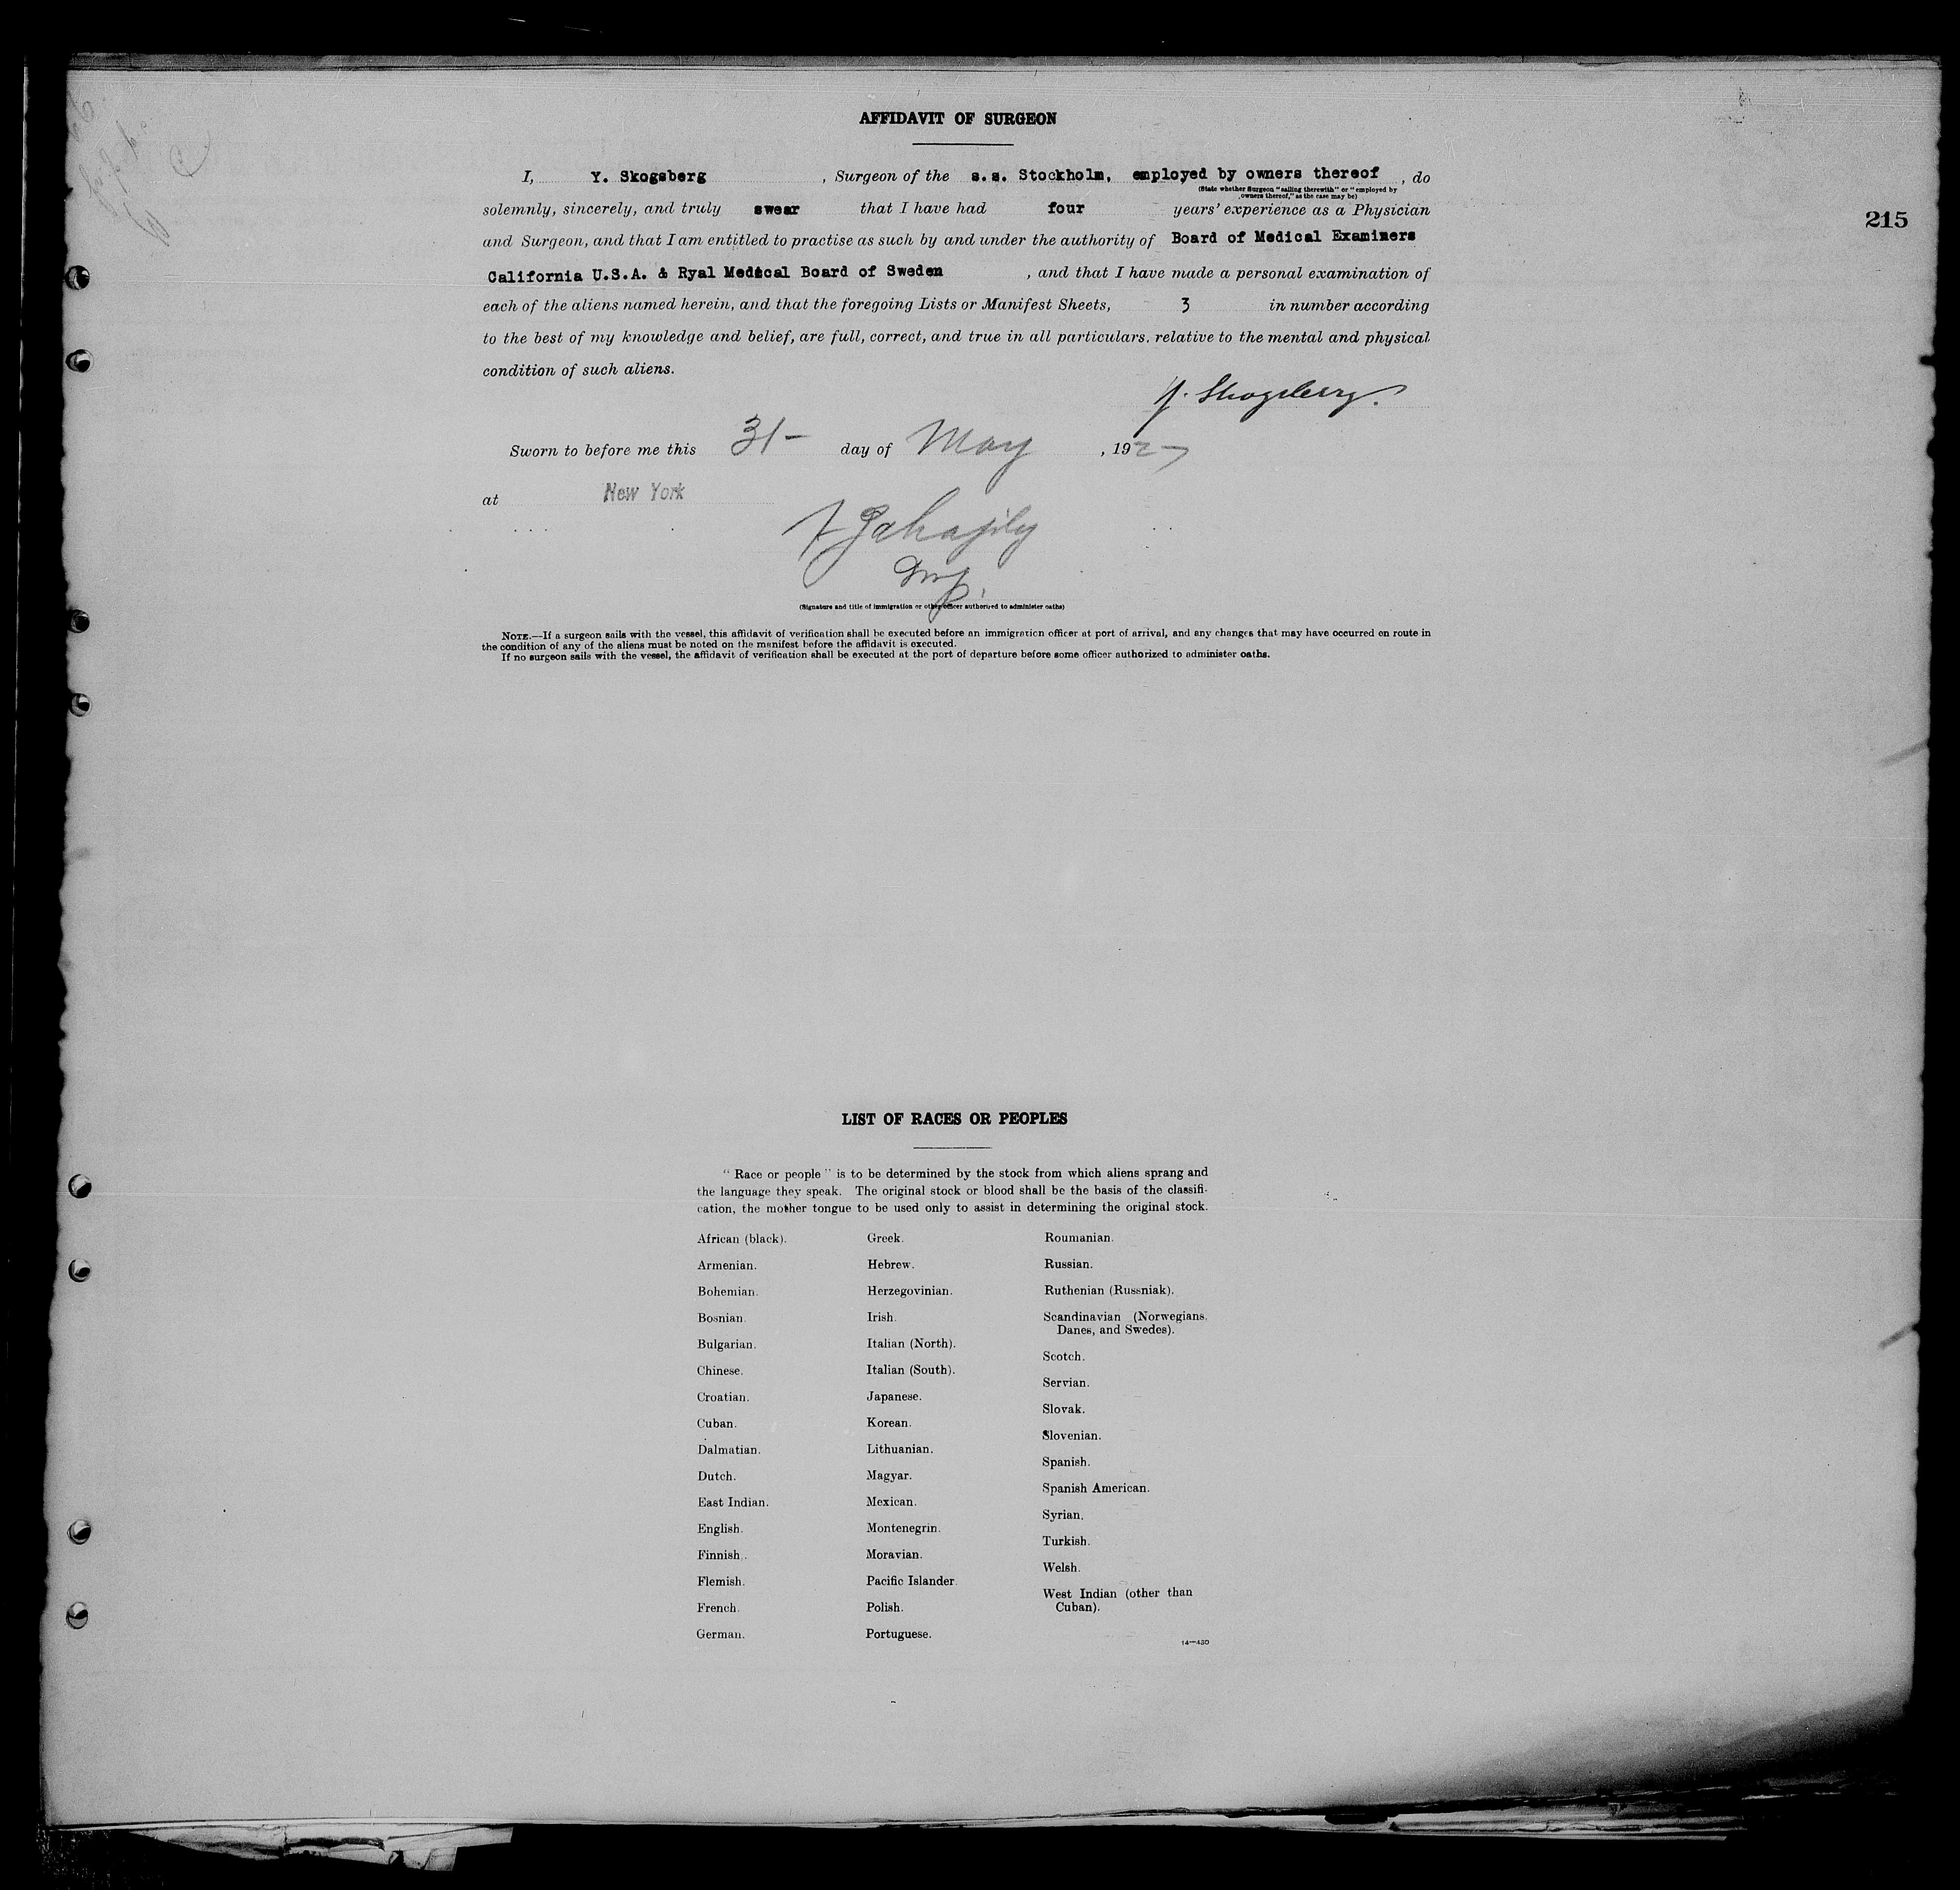 AFFIDAVIT OF SURGEON
I, Y. Skogsberg , Surgeon of the s.s. Stockholm, employed by owners thereof , do
(State whether Surgeon "sailing therewith" or "employed by
owners thereof," as the case may be)
215
solemnly, sincerely, and truly swear that I have had four years' experience as a Physician
and Surgeon, and that I am entitled to practise as such by and under the authority of Board of Medical Examiners
California U.S.A. & Ryal Medical Board of Sweden , and that I have made a personal examination of
each of the aliens named herein, and that the foregoing Lists or Manifest Sheets, 3 in number according
to the best of my knowledge and belief, are full, correct, and true in all particulars, relative to the mental and physical
condition of such aliens.
Y. Skogsberg.
Sworn to before me this 31- day of May , 1927
at New York
Insp.
(Signature and title of immigration or other officer authorized to administer oaths)
NOTE.—If a surgeon sails with the vessel, this affidavit of verification shall be executed before an immigration officer at port of arrival, and any changes that may have occurred en route in
the condition of any of the aliens must be noted on the manifest before the affidavit is executed.
If no surgeon sails with the vessel, the affidavit of verification shall be executed at the port of departure before some officer authorized to administer oaths.
LIST OF RACES OR PEOPLES
"Race or people" is to be determined by the stock from which aliens sprang and
the language they speak. The original stock or blood shall be the basis of the classifi-
cation, the mother tongue to be used only to assist in determining the original stock.
African (black).
Armenian.
Bohemian.
Bosnian.
Bulgarian.
Chinese.
Croatian.
Cuban.
Dalmatian.
Dutch.
East Indian.
English.
Finnish.
Flemish.
French.
German.
Greek.
Hebrew.
Herzegovinian.
Irish.
Italian (North).
Italian (South).
Japanese.
Korean.
Lithuanian.
Magyar.
Mexican.
Montenegrin.
Moravian.
Pacific Islander.
Polish.
Portuguese.
Roumanian.
Russian.
Ruthenian (Russniak).
Scandinavian (Norwegians,
Danes, and Swedes).
Scotch.
Servian.
Slovak.
Slovenian.
Spanish.
Spanish American.
Syrian.
Turkish.
Welsh.
West Indian (other than
Cuban).
14—430